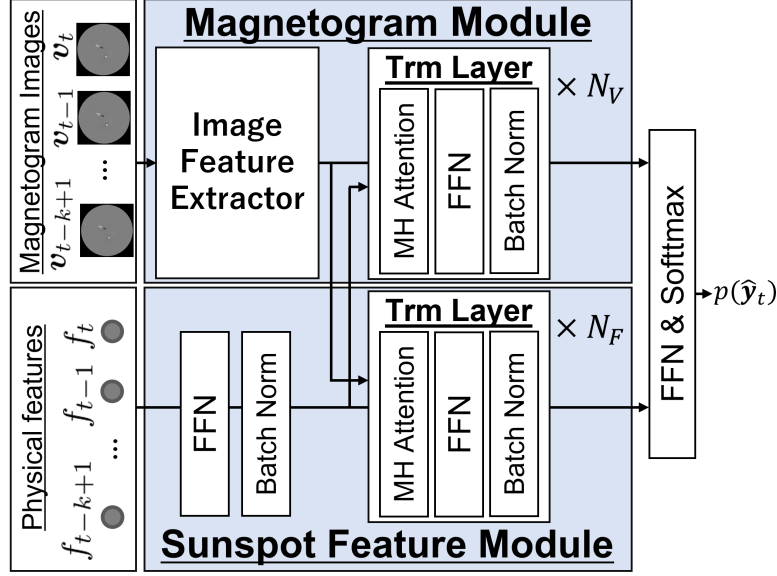 Magnetogram Images
𝒗_t
𝒗_{t−1}
...
𝒗_{t−k+1}
Magnetogram Module
Image
Feature
Extractor
Trm Layer
× N_V
MH Attention
FFN
Batch Norm
Physical features
f_t
f_{t−1}
...
f_{t−k+1}
FFN
Batch Norm
Trm Layer
× N_F
MH Attention
FFN
Batch Norm
Sunspot Feature Module
FFN & Softtmax
p(ŷ_t)